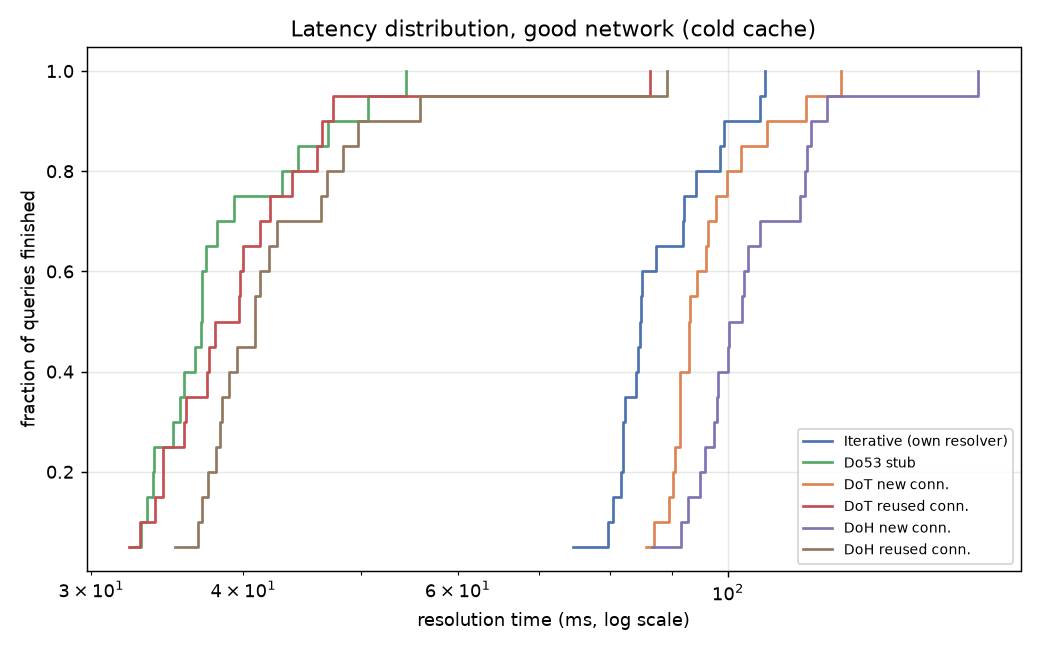 Latency distribution, good network (cold cache)
fraction of queries finished
1.0
0.8
0.6
0.4
0.2
Iterative (own resolver)
Do53 stub
DoT new conn.
DoT reused conn.
DoH new conn.
DoH reused conn.
3 × 10¹ 4 × 10¹ 6 × 10¹ 10²
resolution time (ms, log scale)